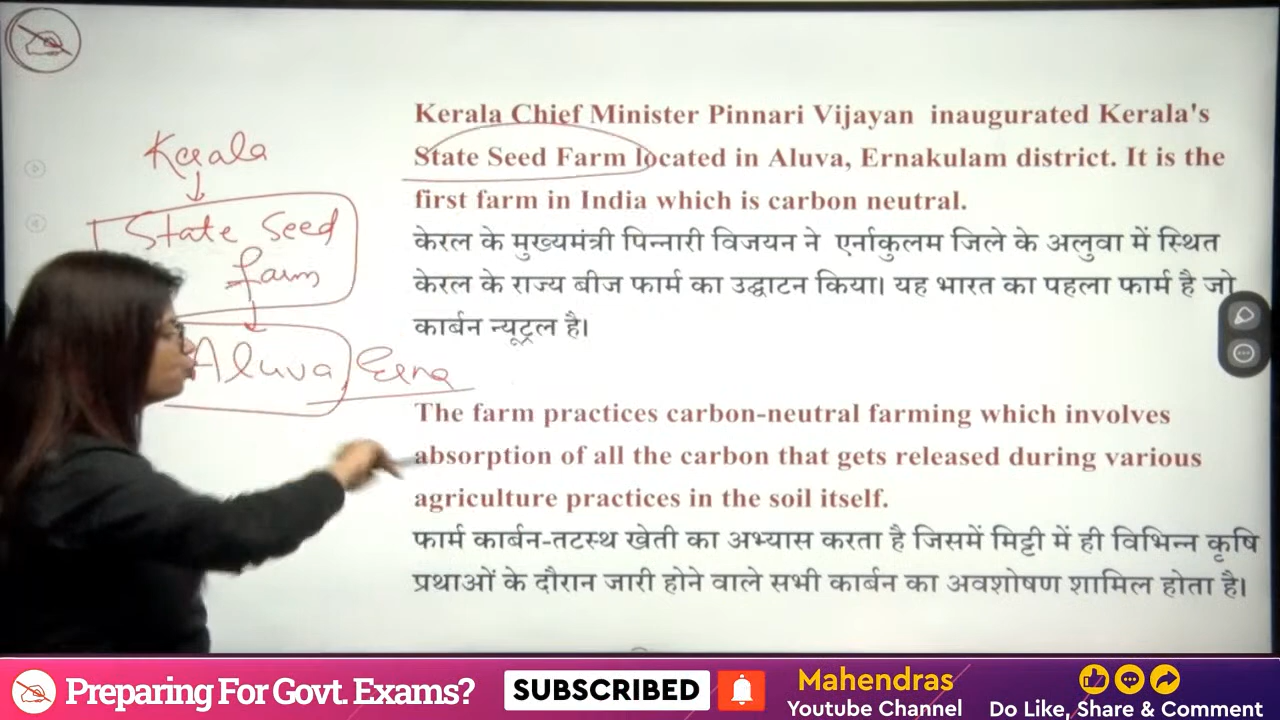 Kerala
State Seed
farm
Aluva, Erna
Kerala Chief Minister Pinnari Vijayan inaugurated Kerala's
State Seed Farm located in Aluva, Ernakulam district. It is the
first farm in India which is carbon neutral.
केरल के मुख्यमंत्री पिन्नारी विजयन ने एर्नाकुलम जिले के अलुवा में स्थित
केरल के राज्य बीज फार्म का उद्घाटन किया। यह भारत का पहला फार्म है जो
कार्बन न्यूट्रल है।
The farm practices carbon-neutral farming which involves
absorption of all the carbon that gets released during various
agriculture practices in the soil itself.
फार्म कार्बन-तटस्थ खेती का अभ्यास करता है जिसमें मिट्टी में ही विभिन्न कृषि
प्रथाओं के दौरान जारी होने वाले सभी कार्बन का अवशोषण शामिल होता है।
Preparing For Govt. Exams?
SUBSCRIBED
Mahendras
Youtube Channel
Do Like, Share & Comment